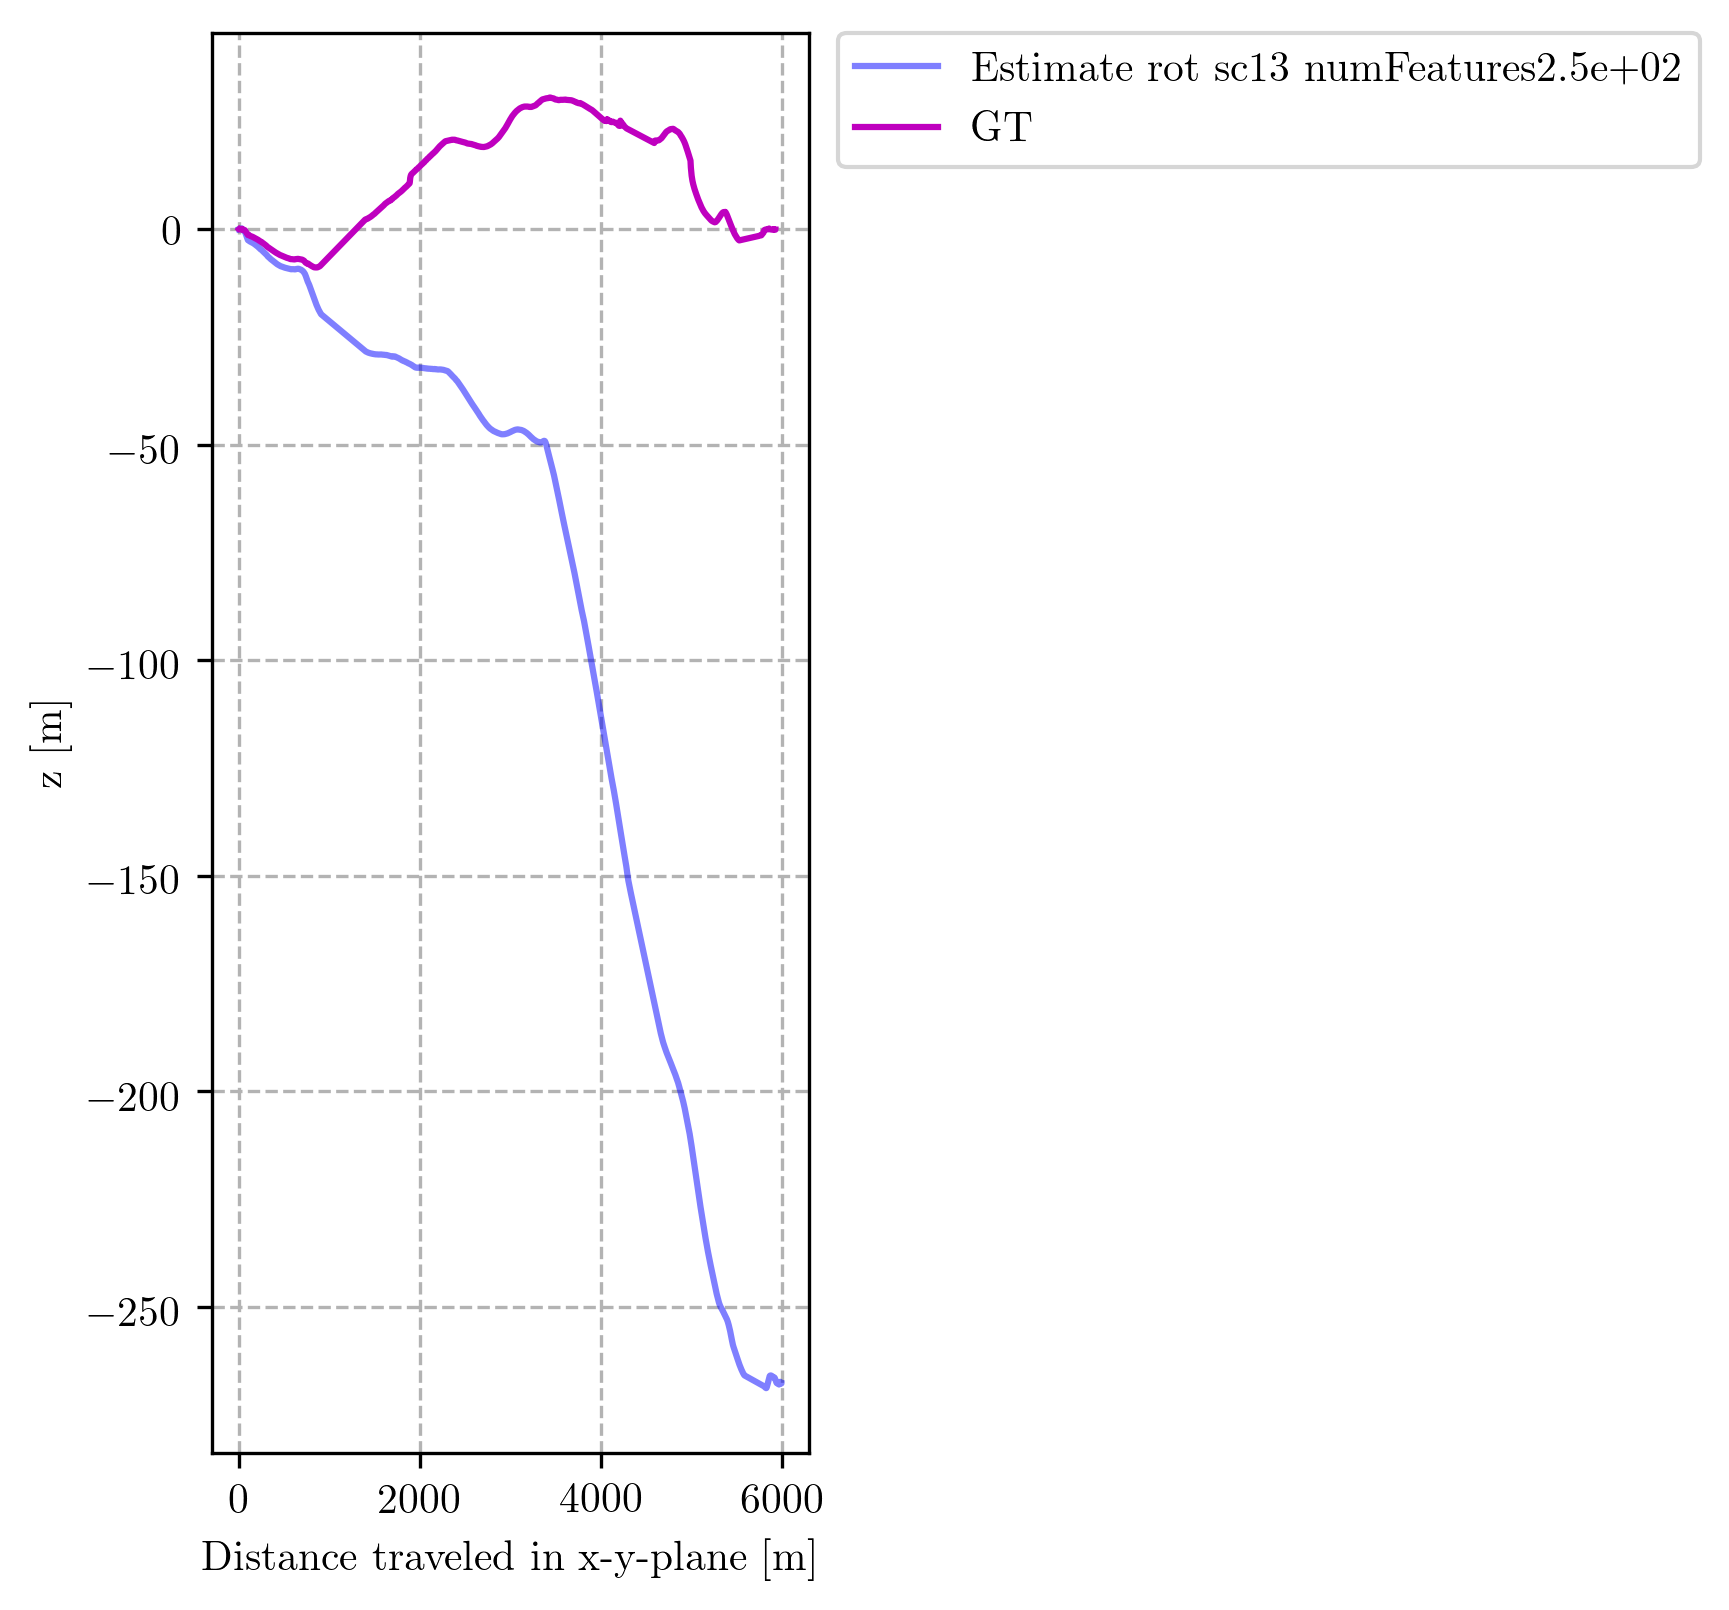 Estimate rot sc13 numFeatures2.5e+02
GT
0
−50
−100
−150
−200
−250
z [m]
0 2000 4000 6000
Distance traveled in x-y-plane [m]